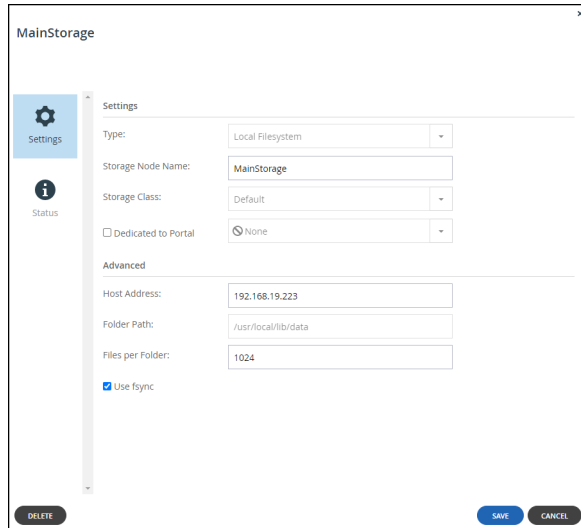 ×
MainStorage
Settings
Status
Settings
Type: Local Filesystem
Storage Node Name: MainStorage
Storage Class: Default
Dedicated to Portal None
Advanced
Host Address: 192.168.19.223
Folder Path: /usr/local/lib/data
Files per Folder: 1024
Use fsync
DELETE SAVE CANCEL